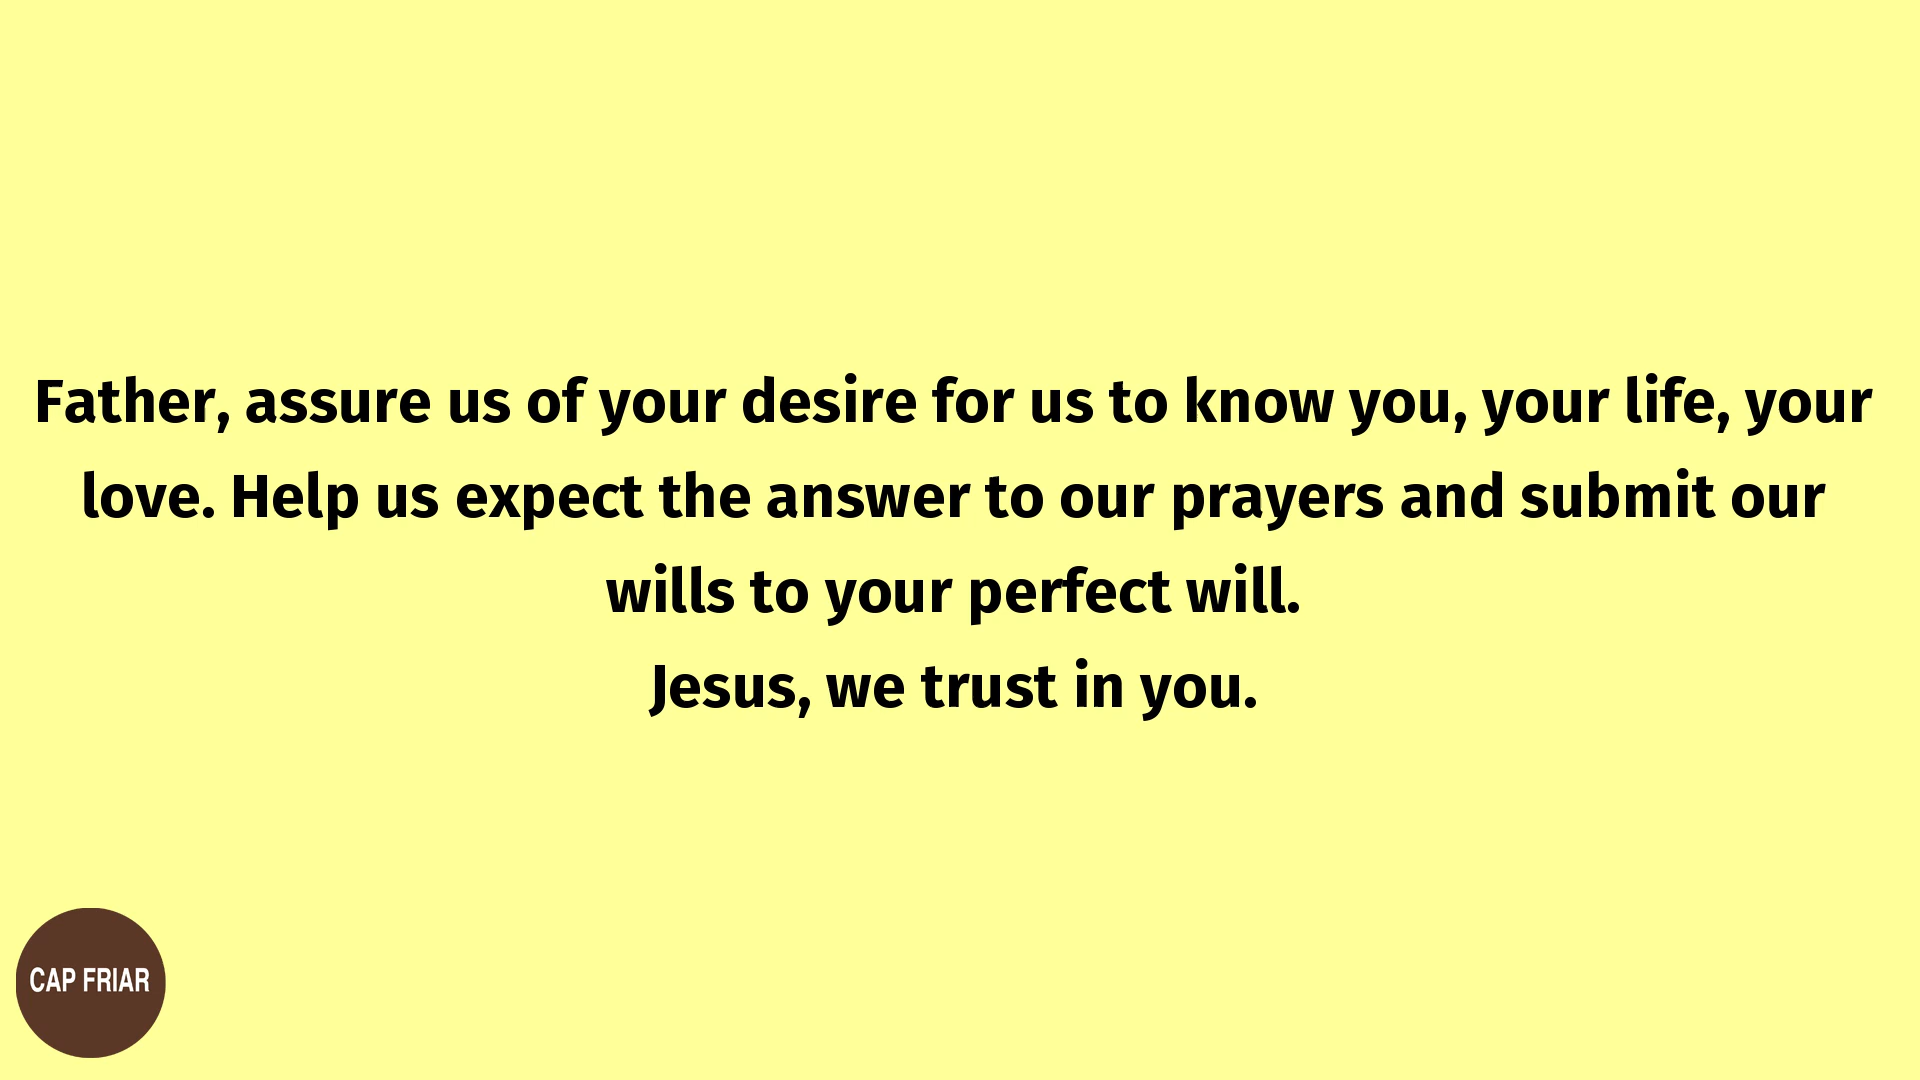 Father, assure us of your desire for us to know you, your life, your
love. Help us expect the answer to our prayers and submit our
wills to your perfect will.
Jesus, we trust in you.
CAP FRIAR